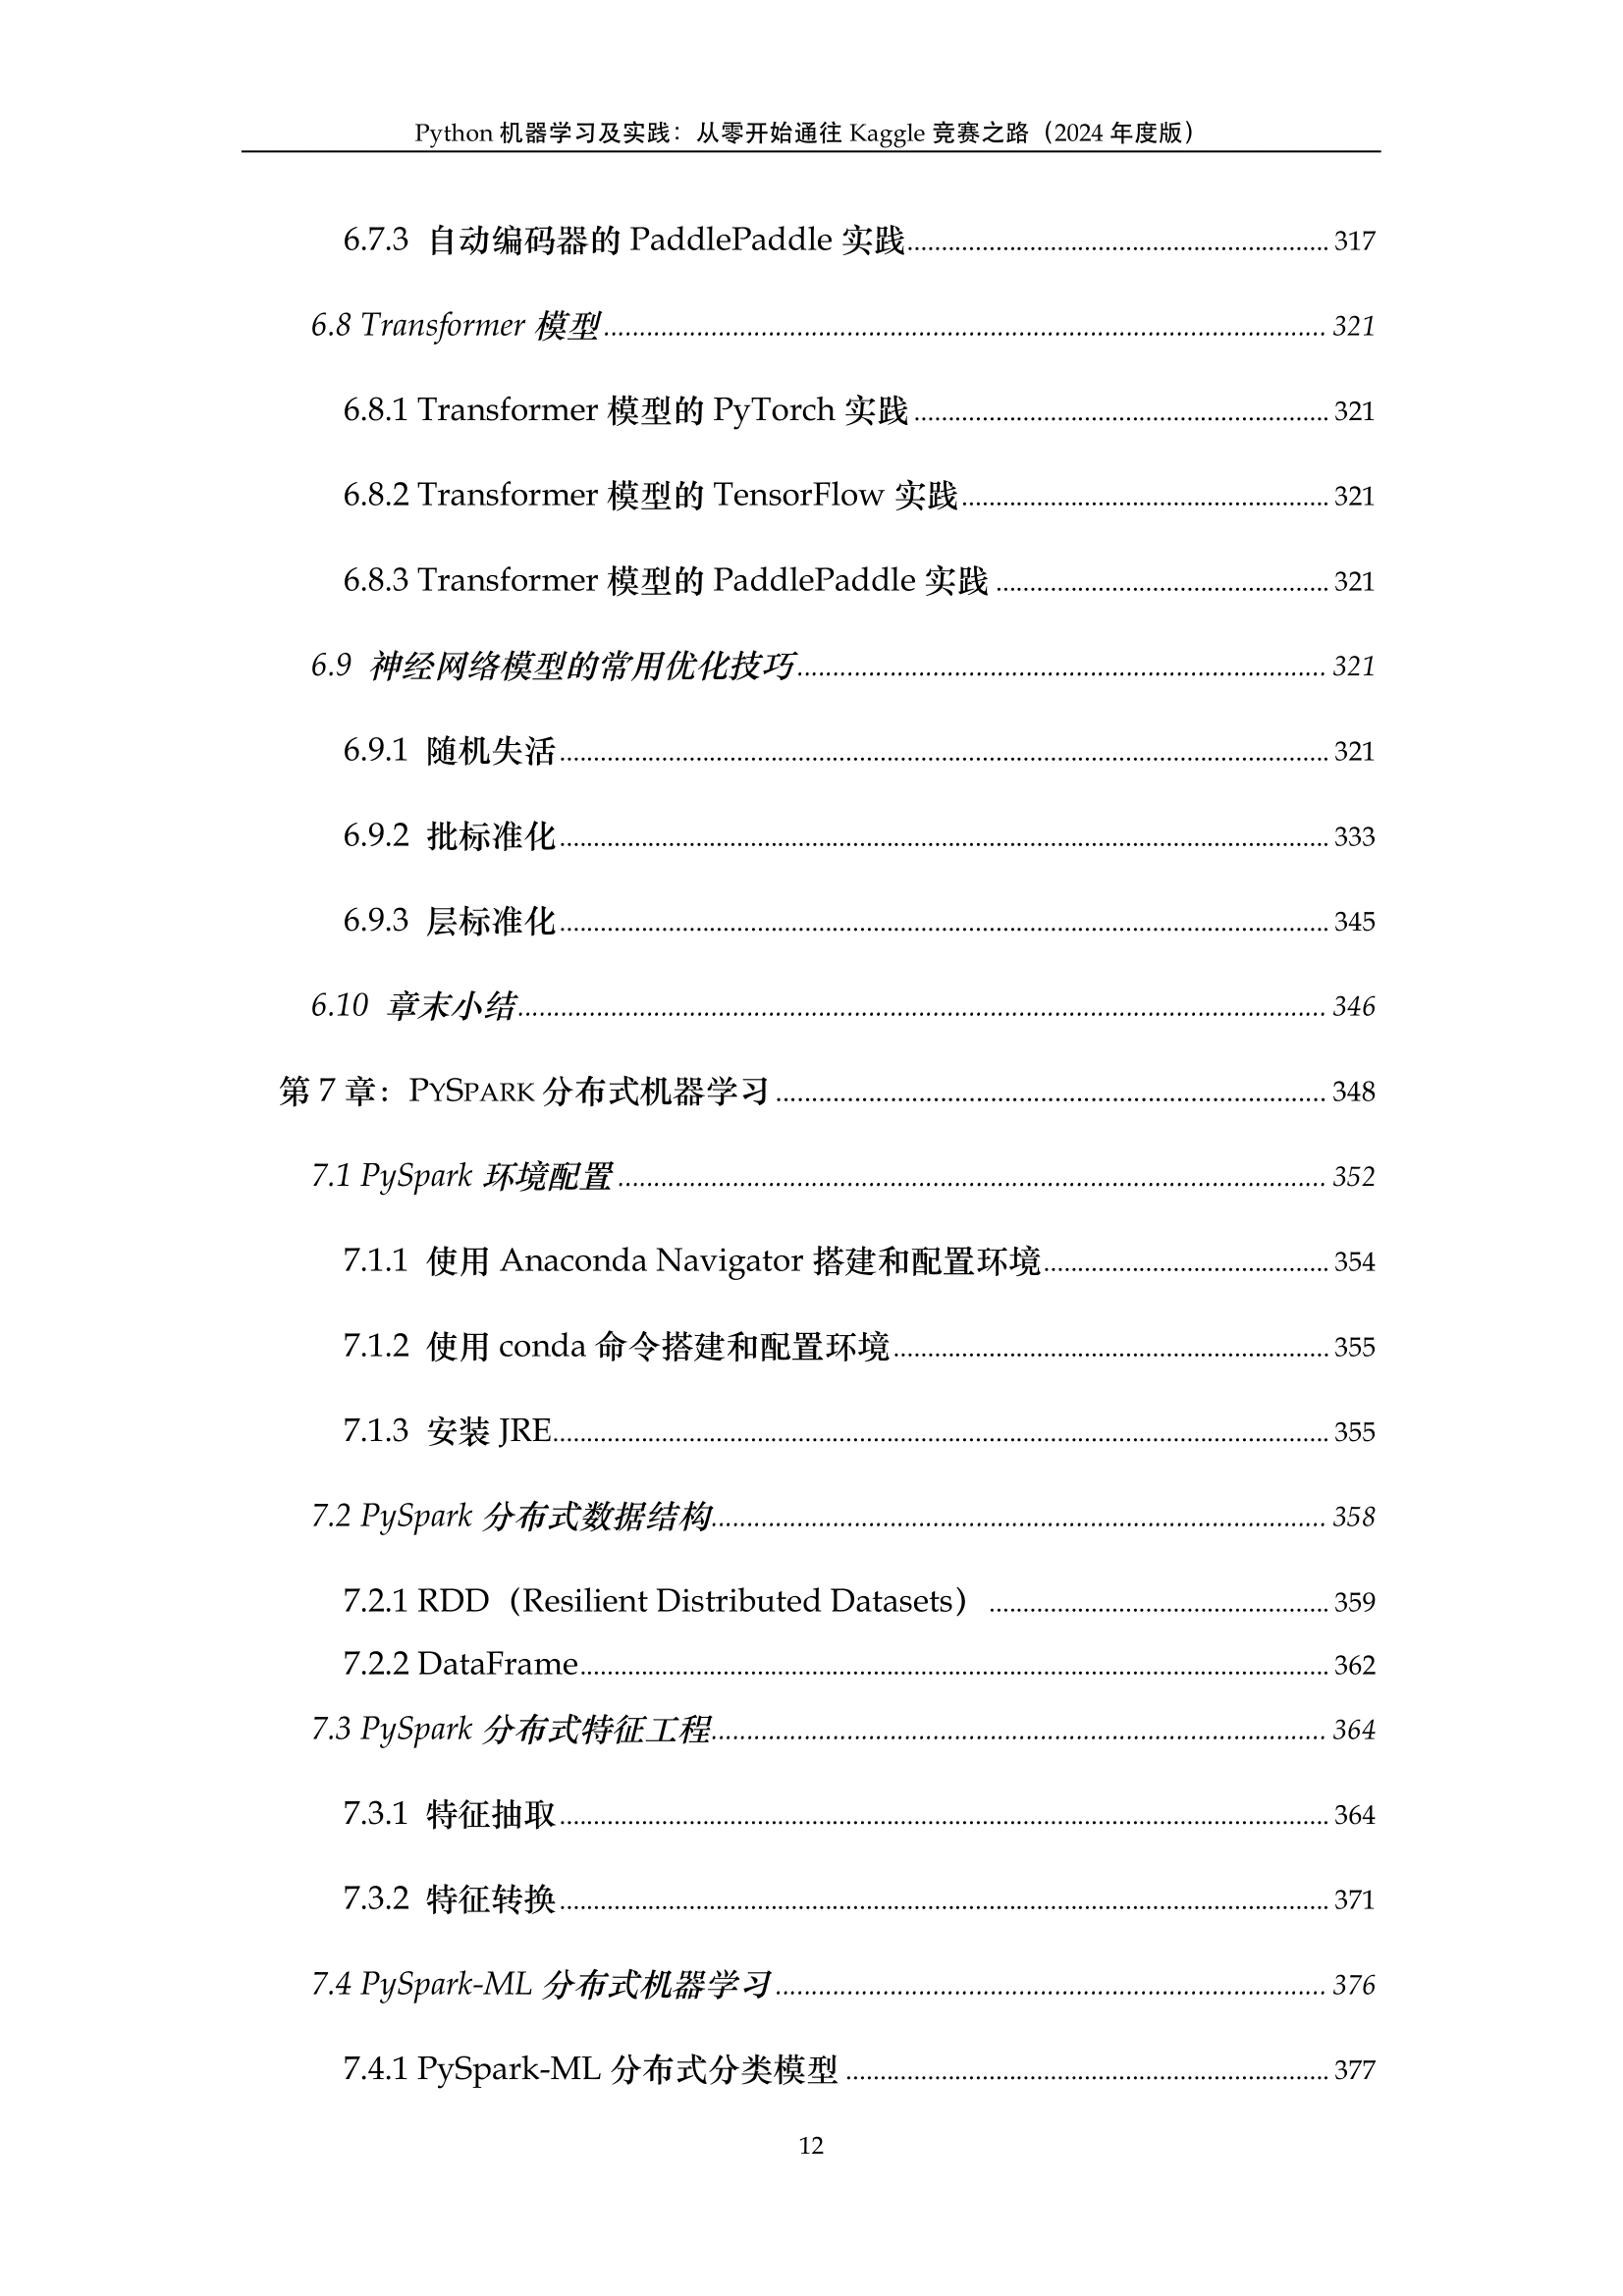 Python 机器学习及实践：从零开始通往 Kaggle 竞赛之路（2024 年度版）
6.7.3 自动编码器的 PaddlePaddle 实践 317
6.8 Transformer 模型 321
6.8.1 Transformer 模型的 PyTorch 实践 321
6.8.2 Transformer 模型的 TensorFlow 实践 321
6.8.3 Transformer 模型的 PaddlePaddle 实践 321
6.9 神经网络模型的常用优化技巧 321
6.9.1 随机失活 321
6.9.2 批标准化 333
6.9.3 层标准化 345
6.10 章末小结 346
第 7 章：PYSPARK 分布式机器学习 348
7.1 PySpark 环境配置 352
7.1.1 使用 Anaconda Navigator 搭建和配置环境 354
7.1.2 使用 conda 命令搭建和配置环境 355
7.1.3 安装 JRE 355
7.2 PySpark 分布式数据结构 358
7.2.1 RDD（Resilient Distributed Datasets） 359
7.2.2 DataFrame 362
7.3 PySpark 分布式特征工程 364
7.3.1 特征抽取 364
7.3.2 特征转换 371
7.4 PySpark-ML 分布式机器学习 376
7.4.1 PySpark-ML 分布式分类模型 377
12